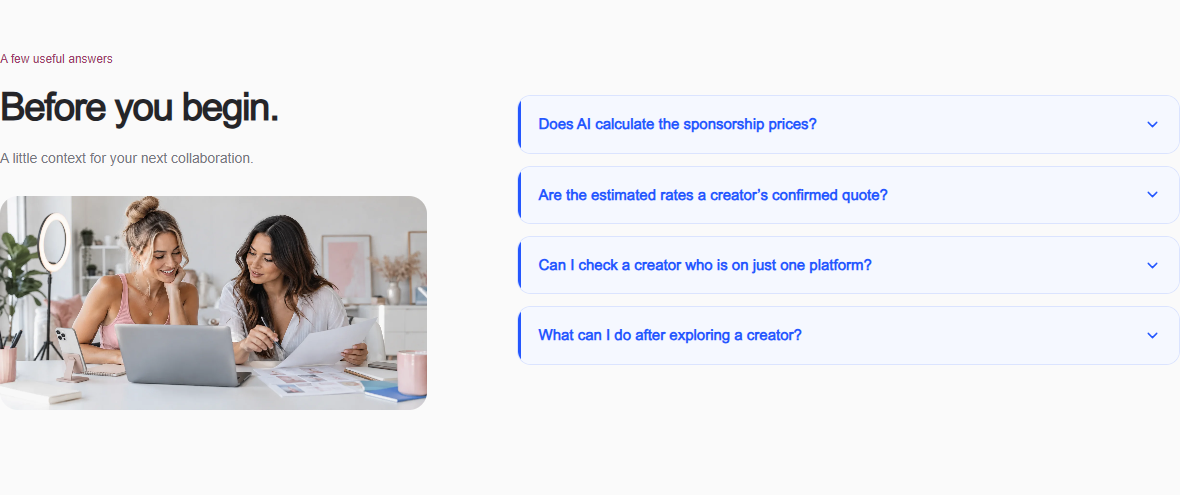 A few useful answers
Before you begin.
A little context for your next collaboration.
Does AI calculate the sponsorship prices?
Are the estimated rates a creator’s confirmed quote?
Can I check a creator who is on just one platform?
What can I do after exploring a creator?